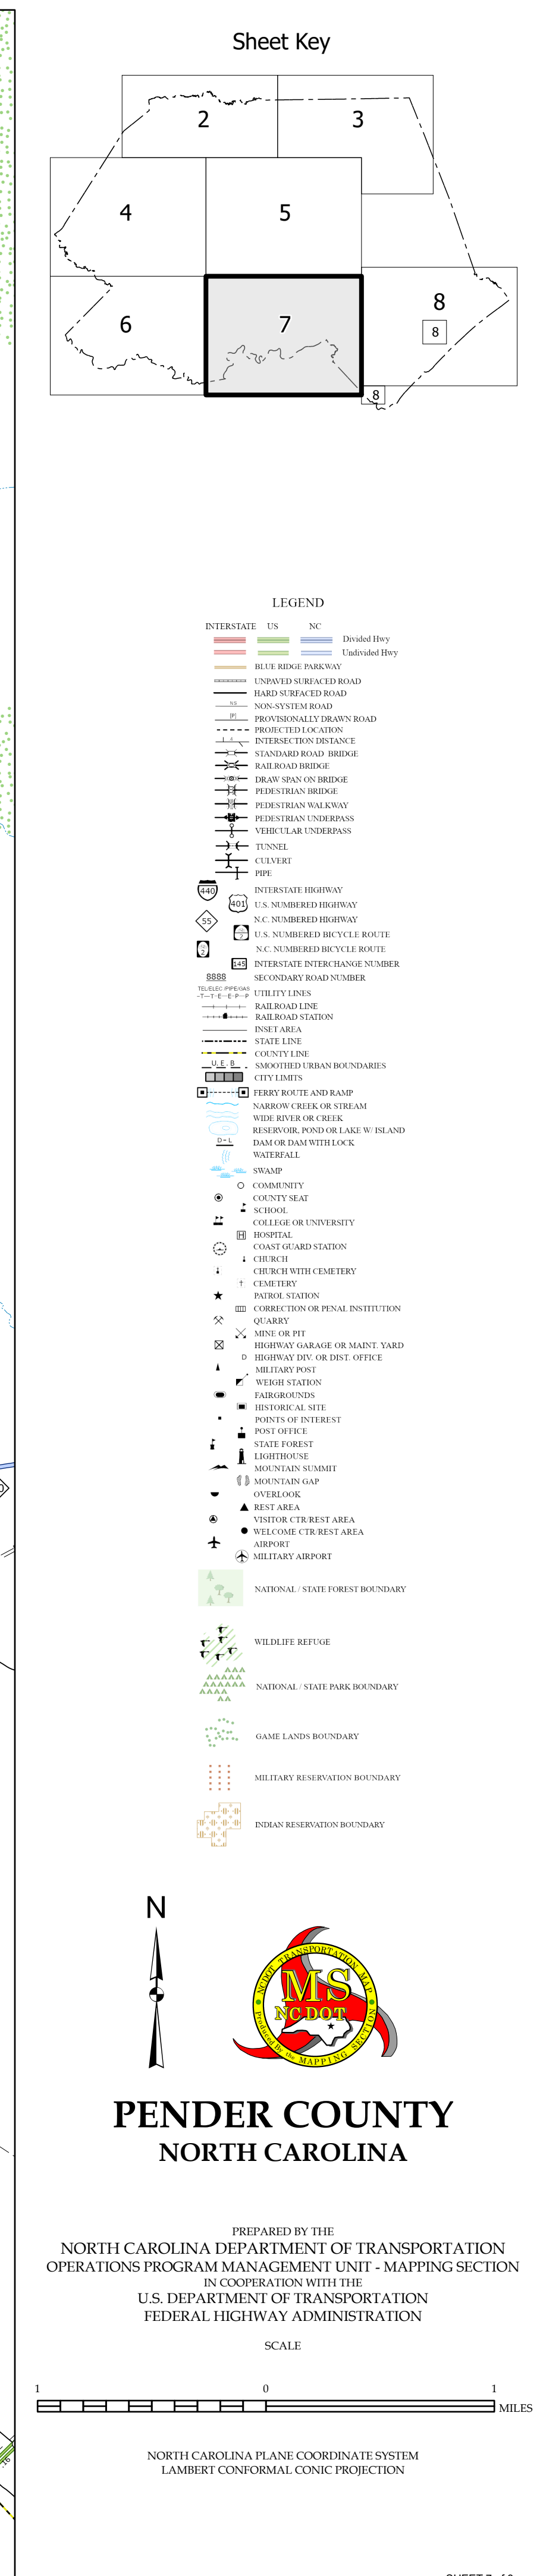 Sheet Key
2
3
4
5
6
7
8
8
8
LEGEND
INTERSTATE US NC
Divided Hwy
Undivided Hwy
BLUE RIDGE PARKWAY
UNPAVED SURFACED ROAD
HARD SURFACED ROAD
NS NON-SYSTEM ROAD
[P] PROVISIONALLY DRAWN ROAD
PROJECTED LOCATION
INTERSECTION DISTANCE
STANDARD ROAD BRIDGE
RAILROAD BRIDGE
DRAW SPAN ON BRIDGE
PEDESTRIAN BRIDGE
PEDESTRIAN WALKWAY
PEDESTRIAN UNDERPASS
VEHICULAR UNDERPASS
TUNNEL
CULVERT
PIPE
440 INTERSTATE HIGHWAY
401 U.S. NUMBERED HIGHWAY
55 N.C. NUMBERED HIGHWAY
2 U.S. NUMBERED BICYCLE ROUTE
2 N.C. NUMBERED BICYCLE ROUTE
145 INTERSTATE INTERCHANGE NUMBER
8888 SECONDARY ROAD NUMBER
TEL/ELEC/PIPE/GAS
–T—T·E···E·P···P UTILITY LINES
RAILROAD LINE
RAILROAD STATION
INSET AREA
STATE LINE
COUNTY LINE
U.E.B SMOOTHED URBAN BOUNDARIES
CITY LIMITS
FERRY ROUTE AND RAMP
NARROW CREEK OR STREAM
WIDE RIVER OR CREEK
RESERVOIR, POND OR LAKE W/ ISLAND
D-L DAM OR DAM WITH LOCK
WATERFALL
SWAMP
COMMUNITY
COUNTY SEAT
SCHOOL
COLLEGE OR UNIVERSITY
H HOSPITAL
COAST GUARD STATION
CHURCH
CHURCH WITH CEMETERY
CEMETERY
PATROL STATION
CORRECTION OR PENAL INSTITUTION
QUARRY
MINE OR PIT
HIGHWAY GARAGE OR MAINT. YARD
D HIGHWAY DIV. OR DIST. OFFICE
MILITARY POST
WEIGH STATION
FAIRGROUNDS
HISTORICAL SITE
POINTS OF INTEREST
POST OFFICE
STATE FOREST
LIGHTHOUSE
MOUNTAIN SUMMIT
MOUNTAIN GAP
OVERLOOK
REST AREA
VISITOR CTR/REST AREA
WELCOME CTR/REST AREA
AIRPORT
MILITARY AIRPORT
NATIONAL / STATE FOREST BOUNDARY
WILDLIFE REFUGE
NATIONAL / STATE PARK BOUNDARY
GAME LANDS BOUNDARY
MILITARY RESERVATION BOUNDARY
INDIAN RESERVATION BOUNDARY
N
NCDOT TRANSPORTATION MAP
MS
NCDOT
Produced By the MAPPING SECTION
PENDER COUNTY
NORTH CAROLINA
PREPARED BY THE
NORTH CAROLINA DEPARTMENT OF TRANSPORTATION
OPERATIONS PROGRAM MANAGEMENT UNIT - MAPPING SECTION
IN COOPERATION WITH THE
U.S. DEPARTMENT OF TRANSPORTATION
FEDERAL HIGHWAY ADMINISTRATION
SCALE
1 0 1
MILES
NORTH CAROLINA PLANE COORDINATE SYSTEM
LAMBERT CONFORMAL CONIC PROJECTION